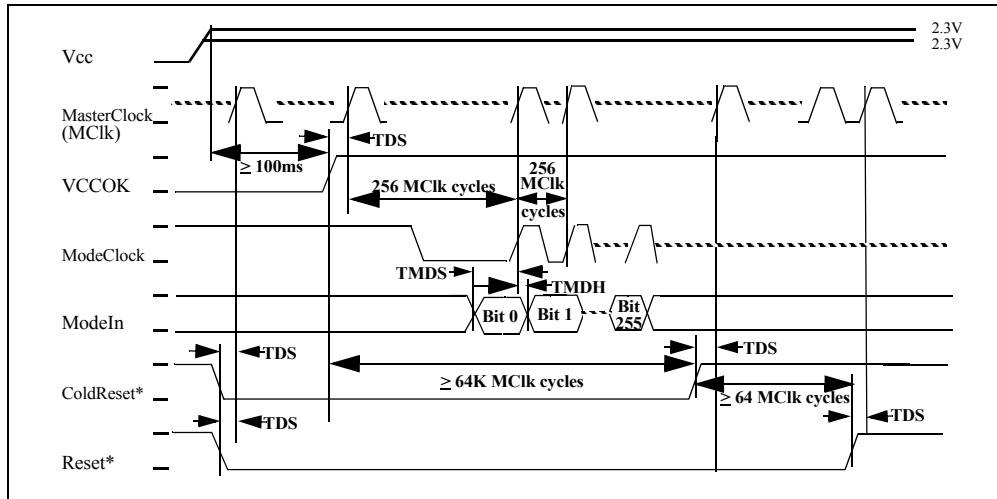 2.3V
2.3V
Vcc
MasterClock
(MClk)
TDS
≥ 100ms
VCCOK
256 MClk cycles
256
MClk
cycles
ModeClock
TMDS
TMDH
ModeIn
Bit 0
Bit 1
Bit
255
TDS
TDS
≥ 64K MClk cycles
ColdReset*
≥ 64 MClk cycles
TDS
TDS
Reset*